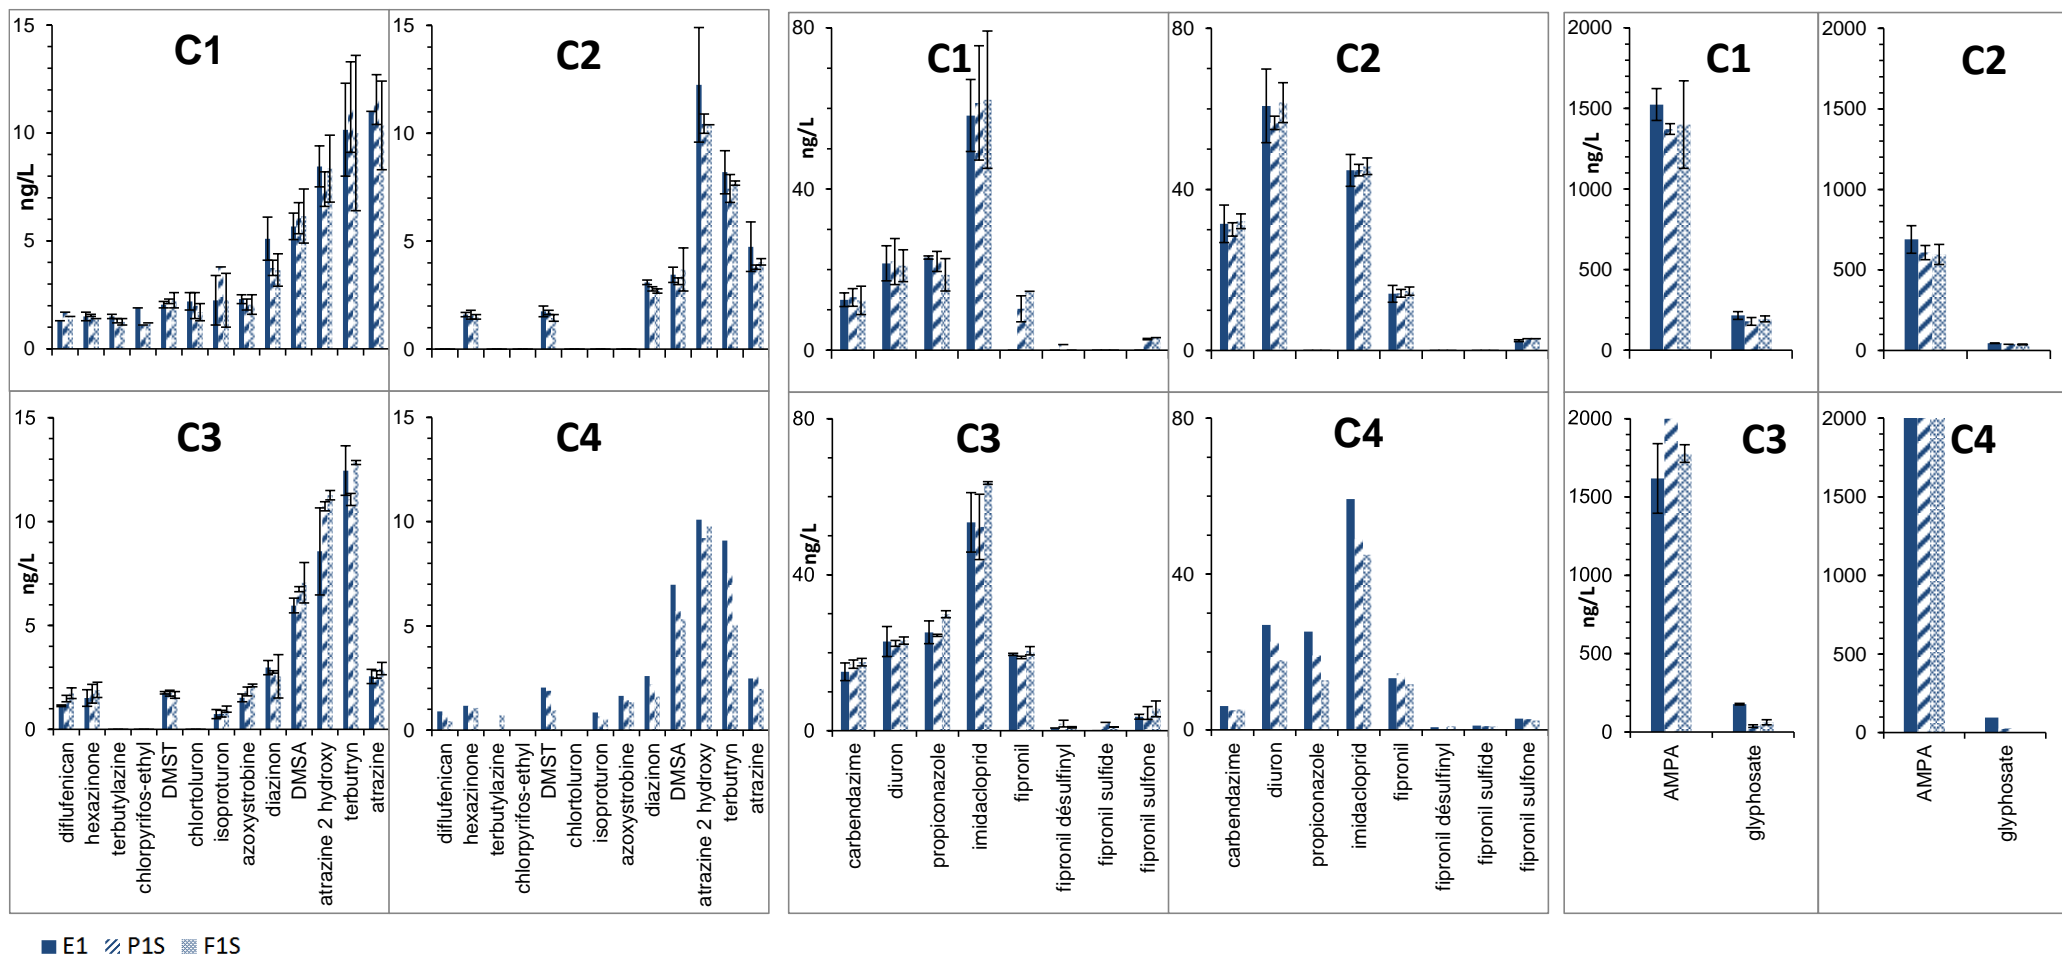 15
10
5
0
ng/L
C1
15
10
5
0
C2
80
40
0
ng/L
C1
80
40
0
C2
2000
1500
1000
500
0
ng/L
C1
2000
1500
1000
500
0
C2
15
10
5
0
ng/L
C3
15
10
5
0
C4
80
40
0
ng/L
C3
80
40
0
C4
2000
1500
1000
500
0
ng/L
C3
2000
1500
1000
500
0
C4
diflufenican
hexazinone
terbutylazine
chlorpyrifos-ethyl
DMST
chlortoluron
isoproturon
azoxystrobine
diazinon
DMSA
atrazine 2 hydroxy
terbutryn
atrazine
diflufenican
hexazinone
terbutylazine
chlorpyrifos-ethyl
DMST
chlortoluron
isoproturon
azoxystrobine
diazinon
DMSA
atrazine 2 hydroxy
terbutryn
atrazine
carbendazime
diuron
propiconazole
imidacloprid
fipronil
fipronil désulfinyl
fipronil sulfide
fipronil sulfone
carbendazime
diuron
propiconazole
imidacloprid
fipronil
fipronil désulfinyl
fipronil sulfide
fipronil sulfone
AMPA
glyphosate
AMPA
glyphosate
E1 P1S F1S